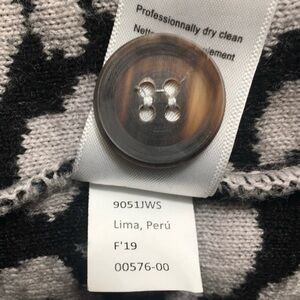 Professionally dry clean
9051JWS
Lima, Perú
F'19
00576-00